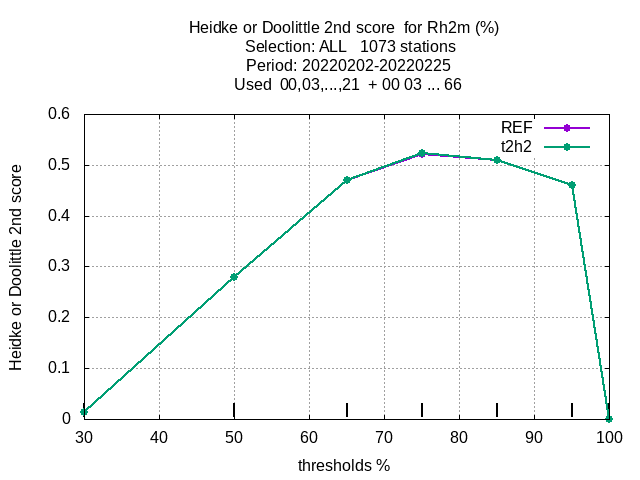 Heidke or Doolittle 2nd score  for Rh2m (%)
Selection: ALL   1073 stations
Period: 20220202-20220225
Used  00,03,...,21  + 00 03 ... 66
REF
t2h2
Heidke or Doolittle 2nd score
0.6
0.5
0.4
0.3
0.2
0.1
0
30 40 50 60 70 80 90 100
thresholds %